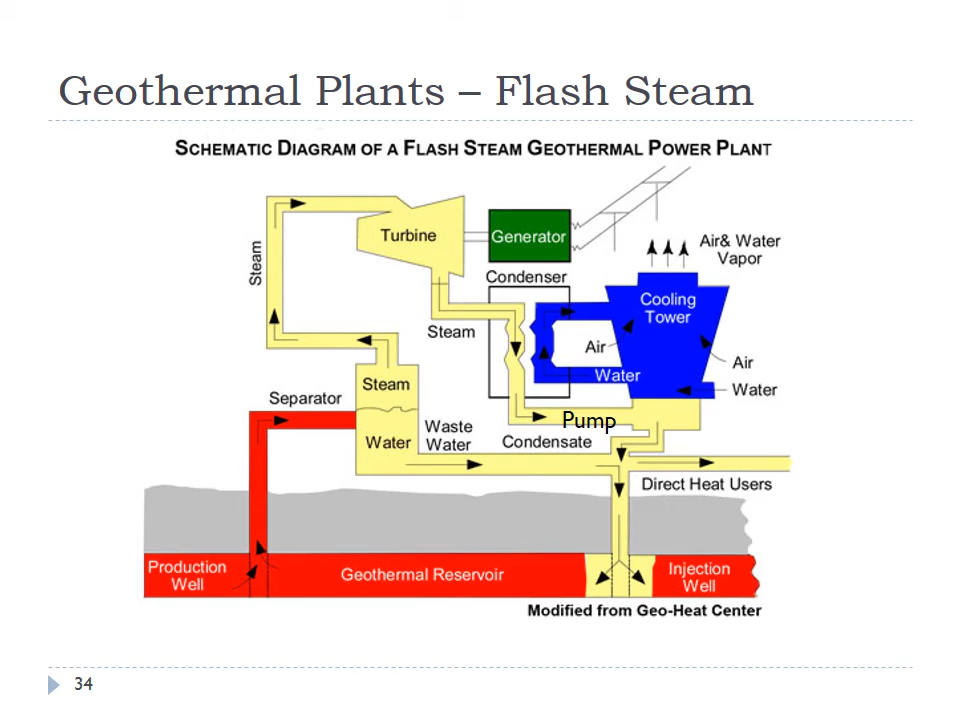 Geothermal Plants – Flash Steam
SCHEMATIC DIAGRAM OF A FLASH STEAM GEOTHERMAL POWER PLANT
Turbine
Generator
Air& Water
Vapor
Steam
Condenser
Cooling
Tower
Steam
Air
Air
Water
Water
Steam
Separator
Pump
Waste
Water
Water
Condensate
Direct Heat Users
Production
Well
Geothermal Reservoir
Injection
Well
Modified from Geo-Heat Center
34